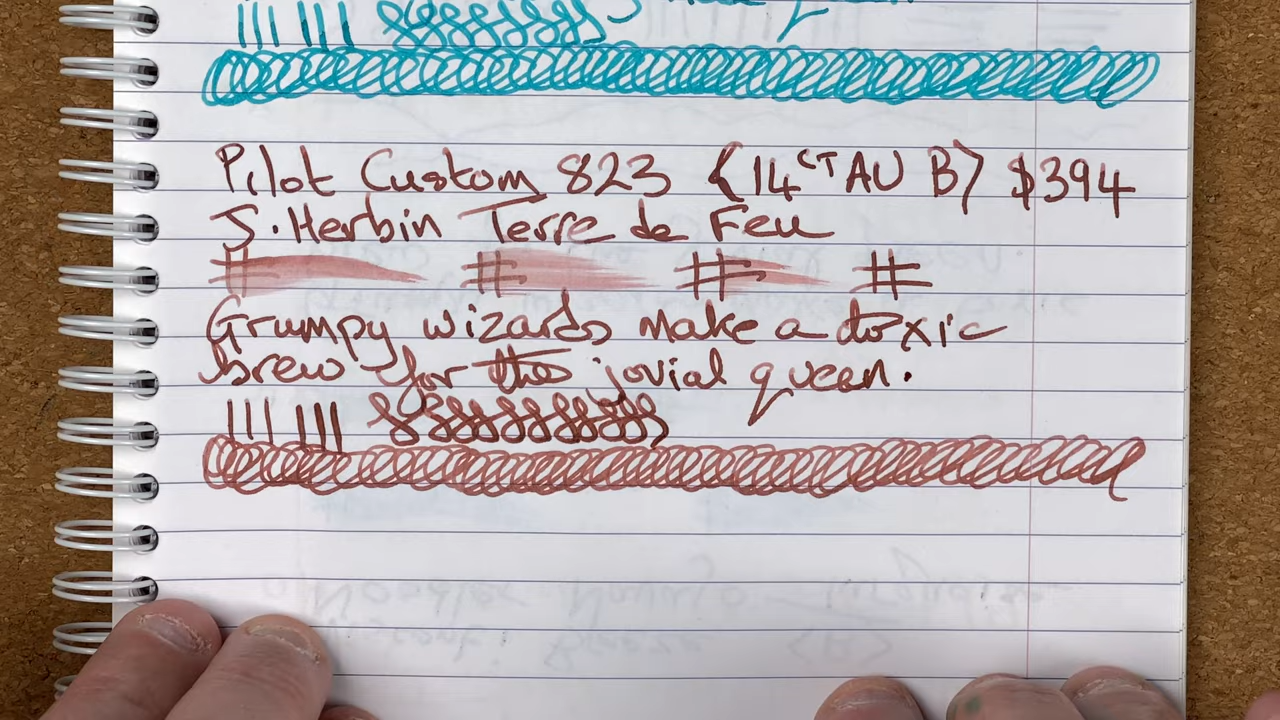 Pilot Custom 823 (14CT AU B) $394
J. Herbin Terre de Feu
# # # #
Grumpy wizards make a toxic
brew for the jovial queen.